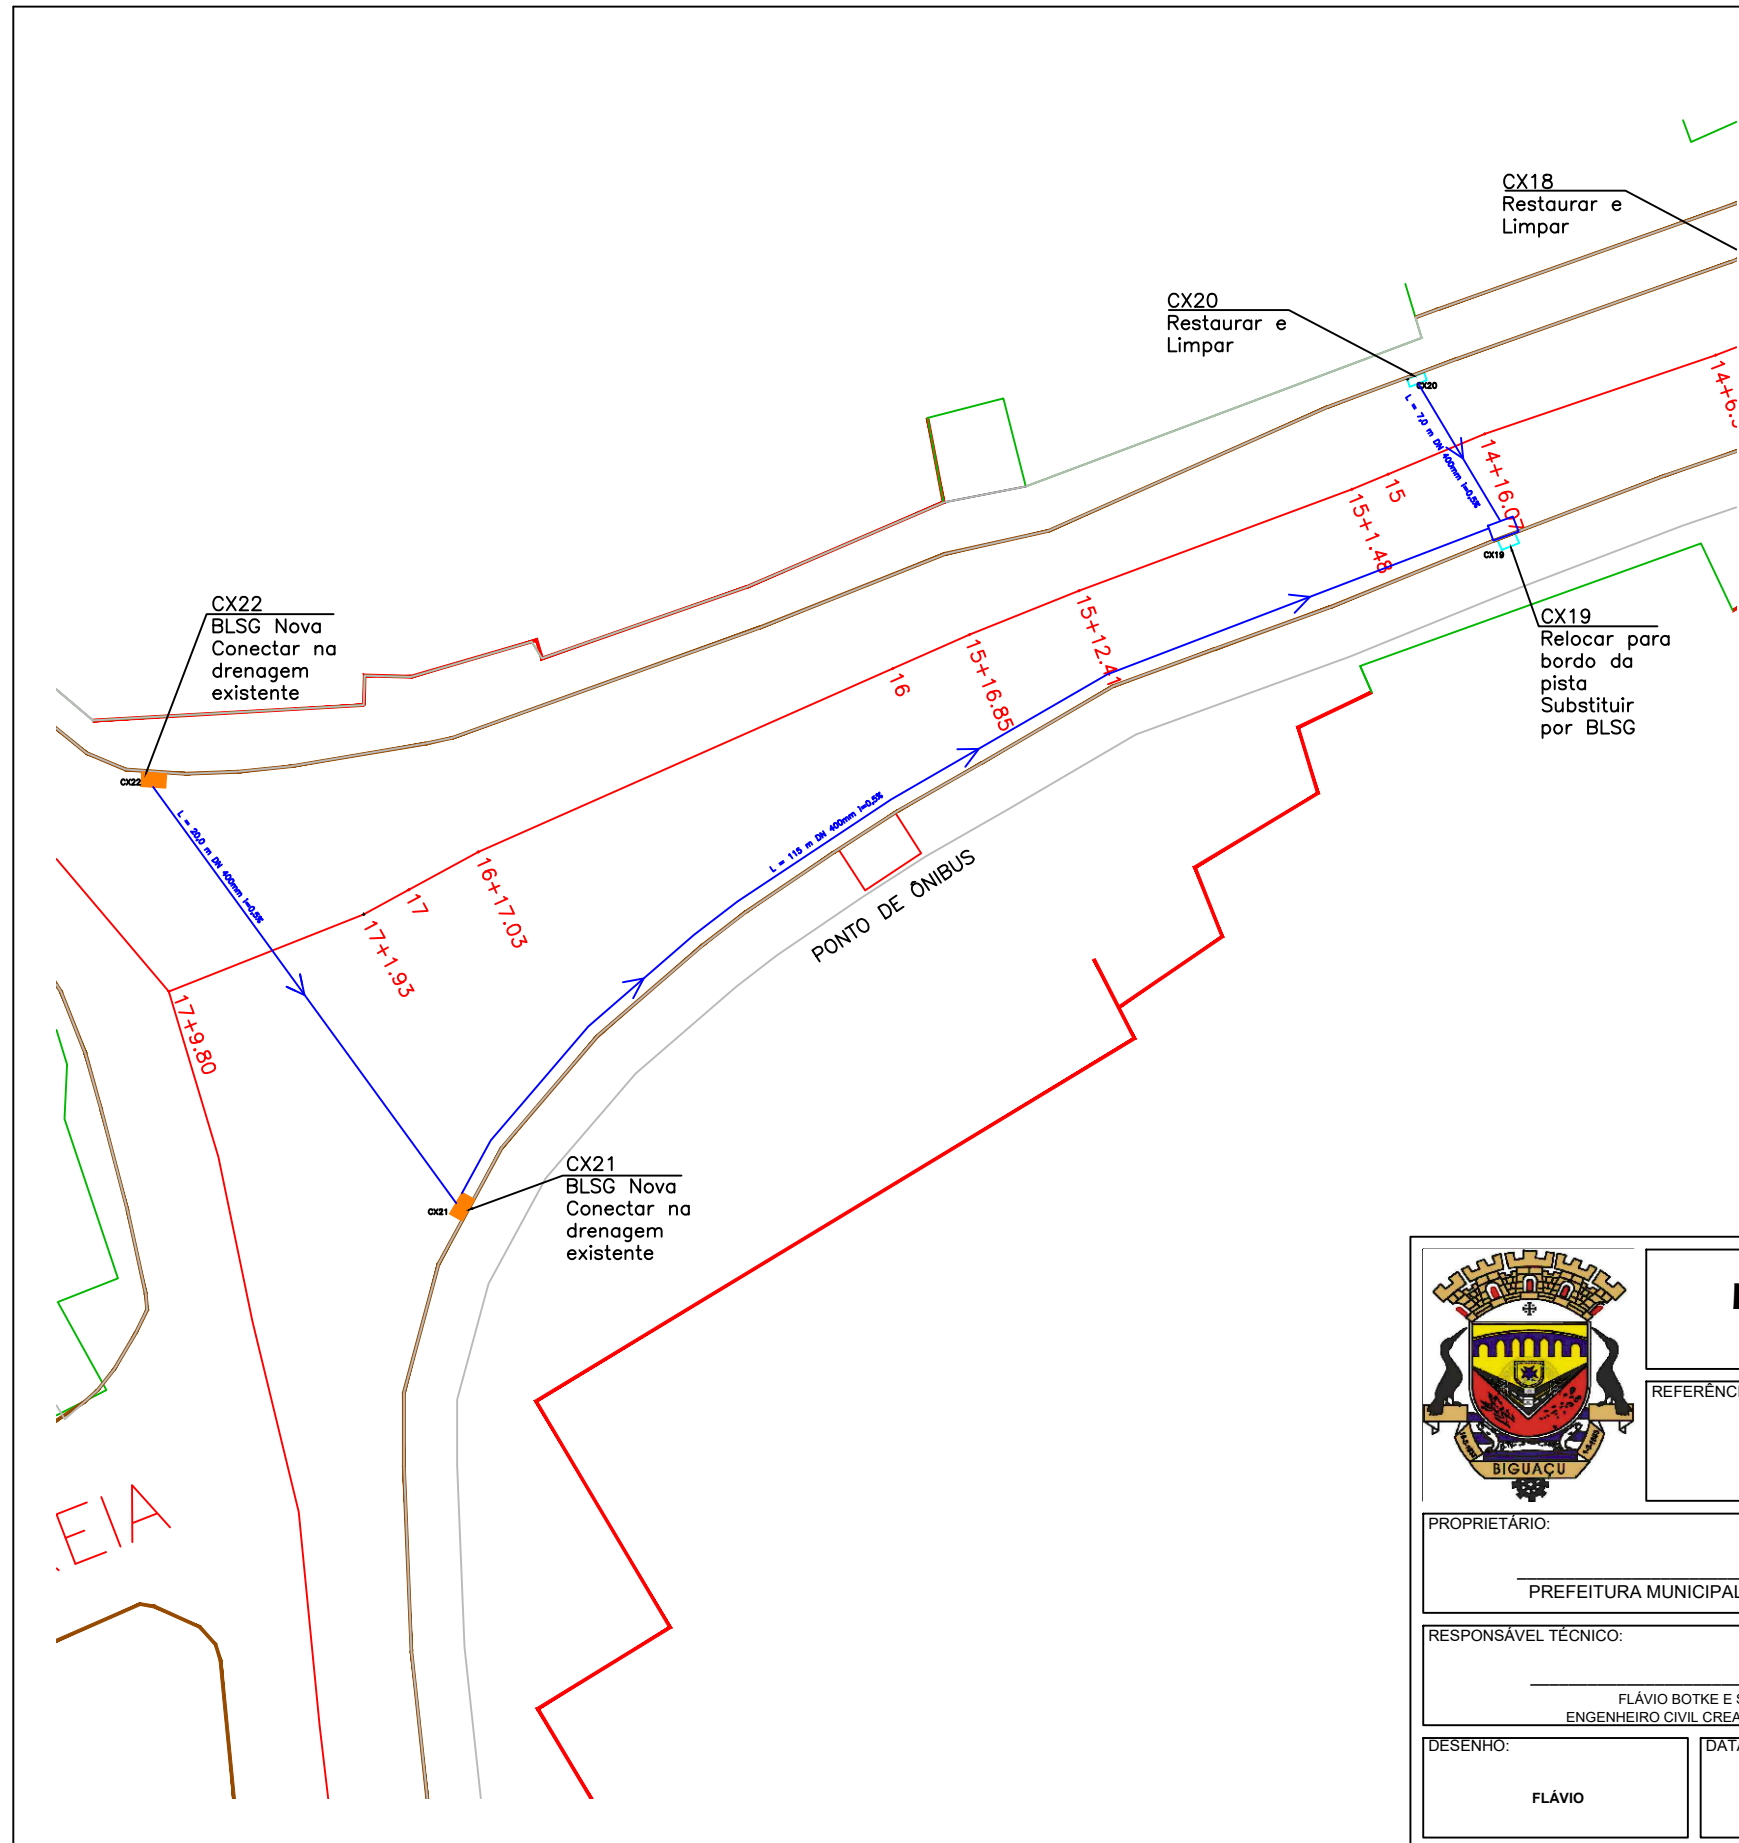 CX18
Restaurar e
Limpar
CX20
Restaurar e
Limpar
CX20
L = 7,0 m DN 400mm i=0,5%
14+16.07
15
15+1.48
CX19
CX19
Relocar para
bordo da
pista
Substituir
por BLSG
15+12.41
15+16.85
16
CX22
BLSG Nova
Conectar na
drenagem
existente
CX22
L = 20,0 m DN 400mm i=0,5%
L = 115 m DN 400mm i=0,5%
PONTO DE ÔNIBUS
16+17.03
17
17+1.93
17+9.80
CX21
BLSG Nova
Conectar na
drenagem
existente
CX21
EIA
BIGUAÇU
REFERÊNCI
PROPRIETÁRIO:
PREFEITURA MUNICIPAL
RESPONSÁVEL TÉCNICO:
FLÁVIO BOTKE E S
ENGENHEIRO CIVIL CREA
DESENHO:
DATA
FLÁVIO